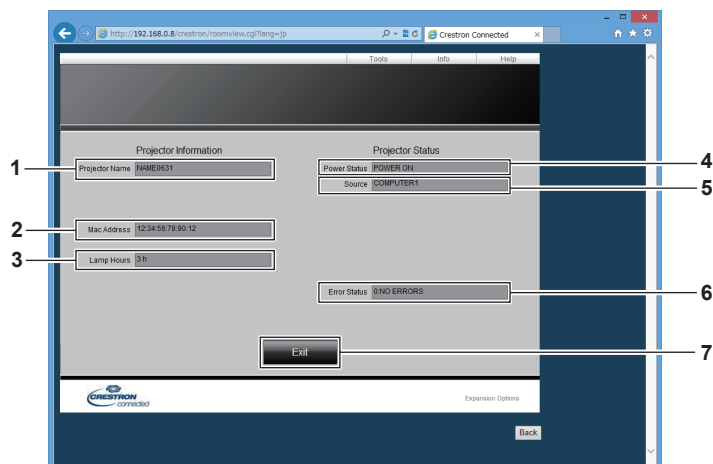 http://192.168.0.8/crestron/roomview.cgi?lang=jp
Crestron Connected
Tools Info Help
Projector Information
Projector Status
1 Projector Name NAME0631
Power Status POWER ON 4
Source COMPUTER1 5
2 Mac Address 12:34:56:78:90:12
3 Lamp Hours 3 h
Error Status 0:NO ERRORS 6
Exit 7
CRESTRON
connected
Expansion Options
Back